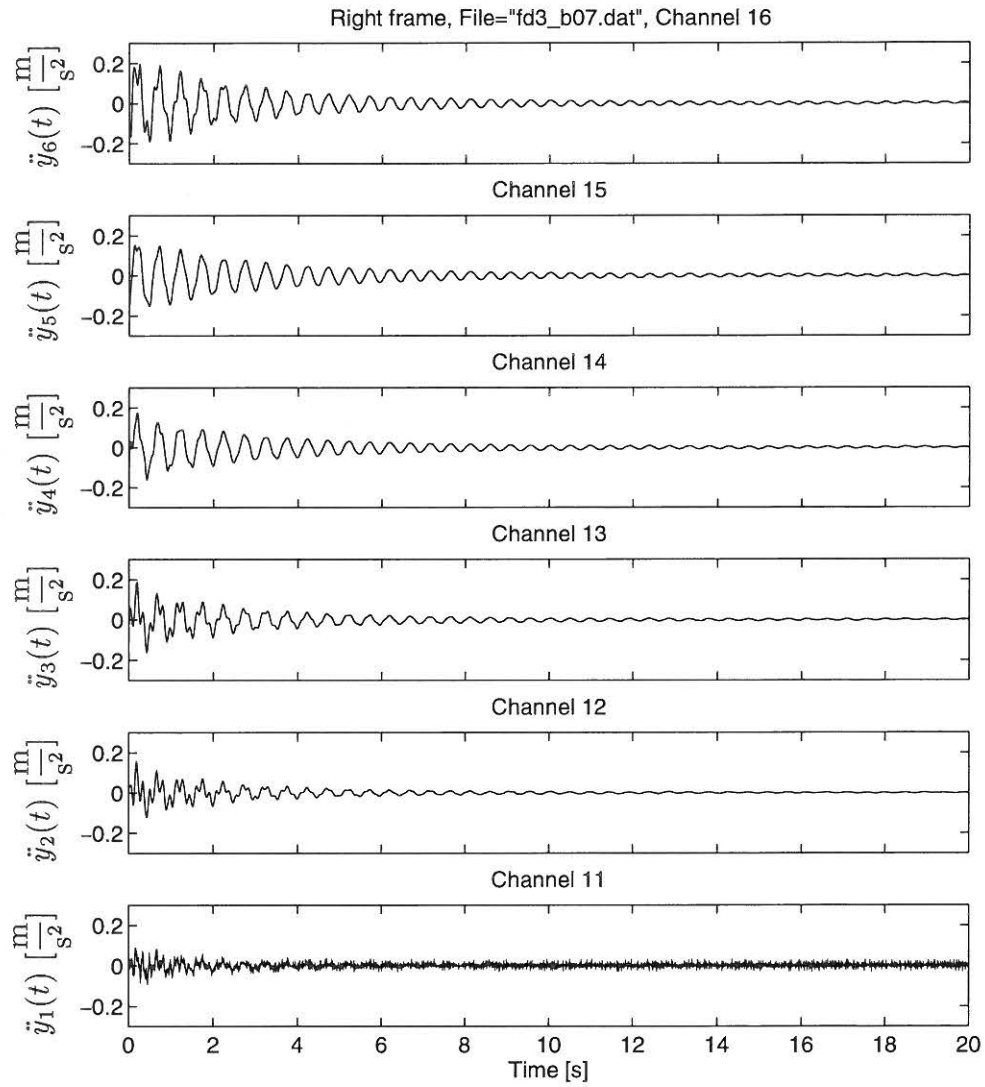 Right frame, File="fd3_b07.dat", Channel 16
ÿ6(t) [m/s2]
0.2
0
−0.2
Channel 15
ÿ5(t) [m/s2]
0.2
0
−0.2
Channel 14
ÿ4(t) [m/s2]
0.2
0
−0.2
Channel 13
ÿ3(t) [m/s2]
0.2
0
−0.2
Channel 12
ÿ2(t) [m/s2]
0.2
0
−0.2
Channel 11
ÿ1(t) [m/s2]
0.2
0
−0.2
0 2 4 6 8 10 12 14 16 18 20
Time [s]